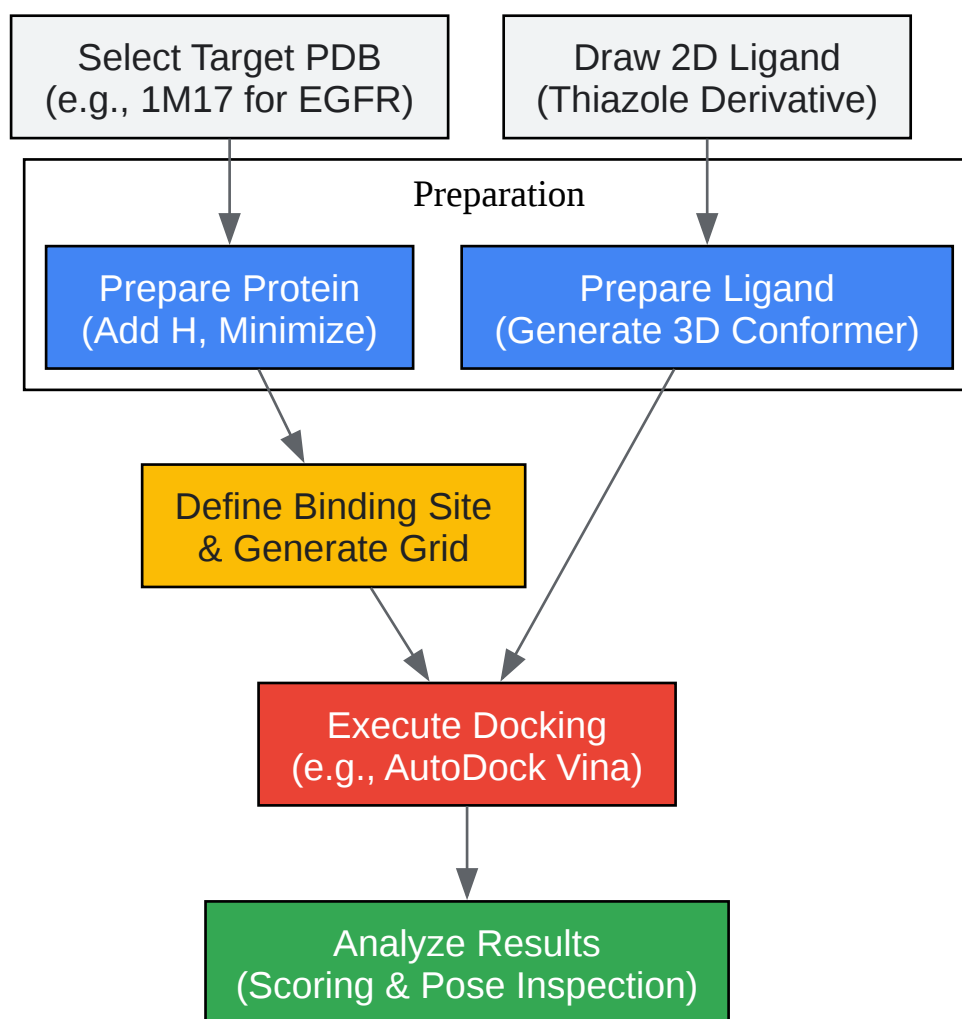 Select Target PDB
(e.g., 1M17 for EGFR)
Draw 2D Ligand
(Thiazole Derivative)
Preparation
Prepare Protein
(Add H, Minimize)
Prepare Ligand
(Generate 3D Conformer)
Define Binding Site
& Generate Grid
Execute Docking
(e.g., AutoDock Vina)
Analyze Results
(Scoring & Pose Inspection)